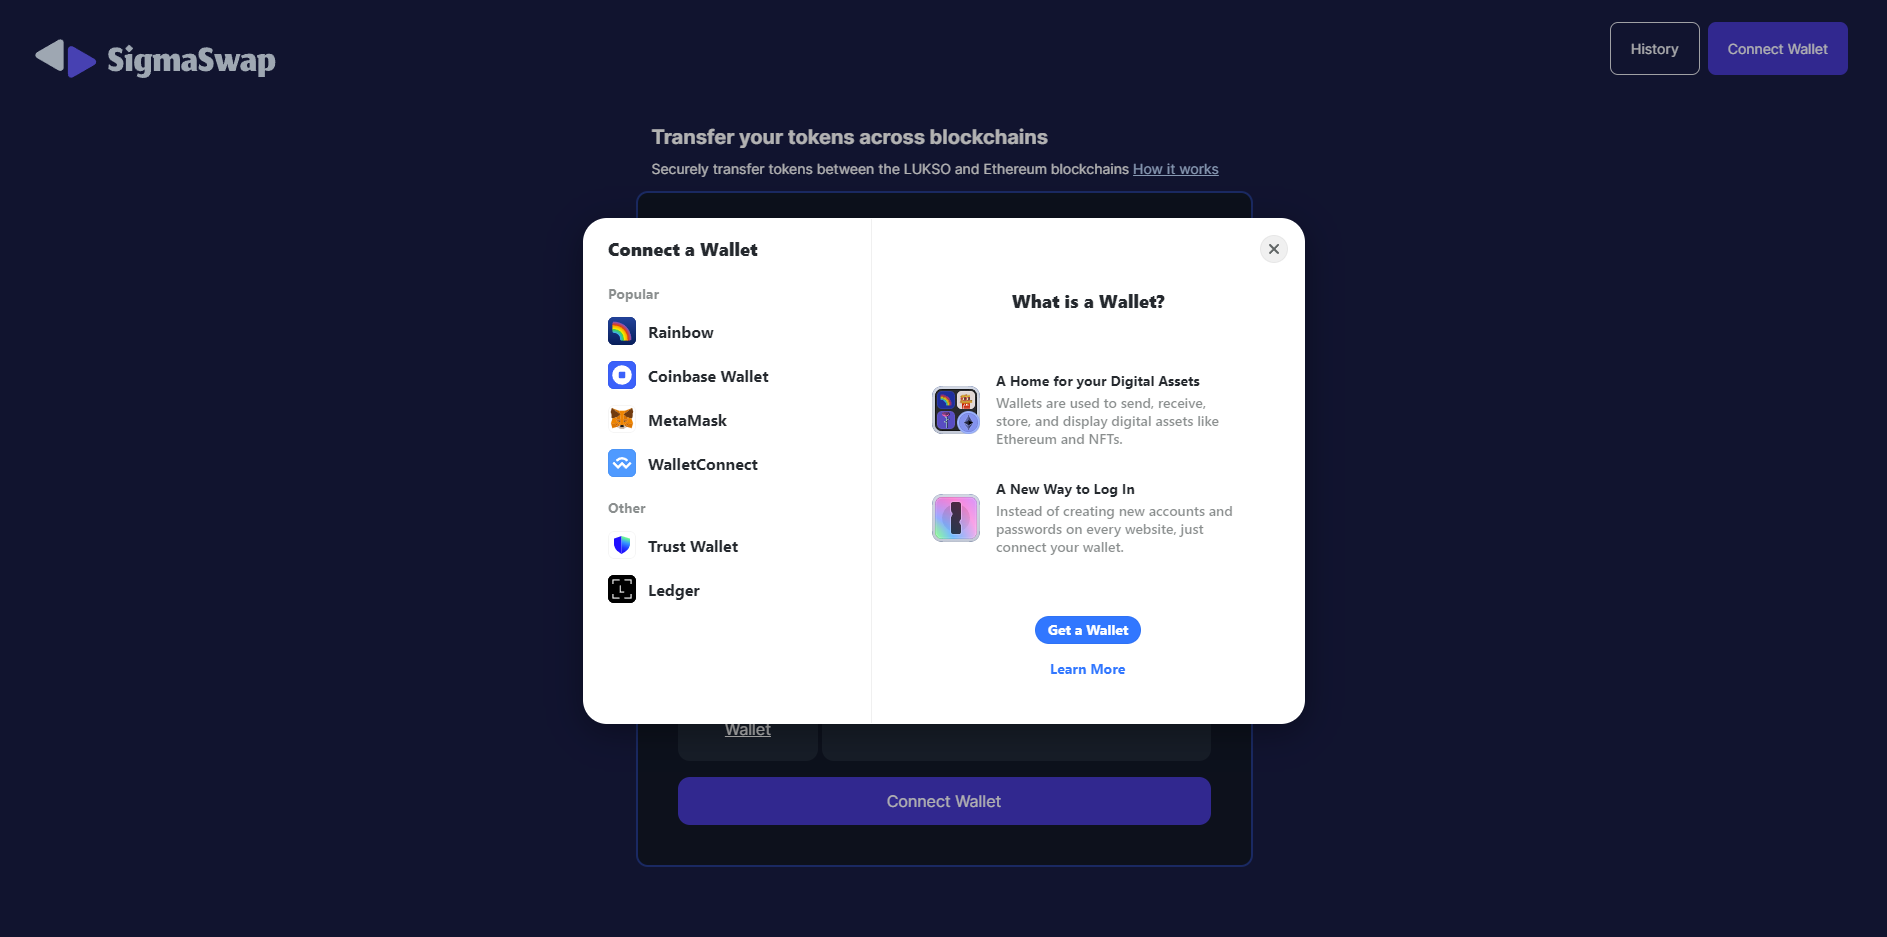 SigmaSwap
History
Connect Wallet
Transfer your tokens across blockchains
Securely transfer tokens between the LUKSO and Ethereum blockchains How it works
Connect a Wallet
Popular
Rainbow
Coinbase Wallet
MetaMask
WalletConnect
Other
Trust Wallet
Ledger
What is a Wallet?
A Home for your Digital Assets
Wallets are used to send, receive,
store, and display digital assets like
Ethereum and NFTs.
A New Way to Log In
Instead of creating new accounts and
passwords on every website, just
connect your wallet.
Get a Wallet
Learn More
Wallet
Connect Wallet